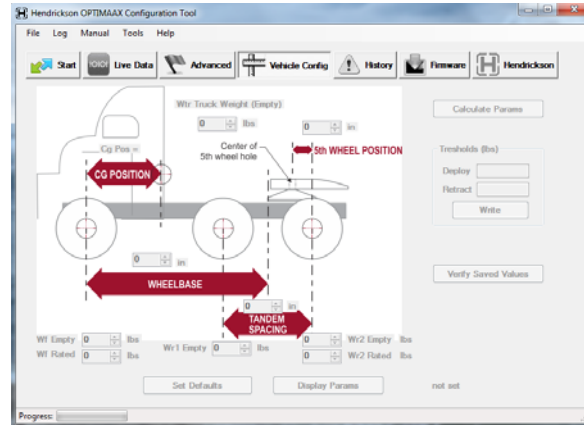 Hendrickson OPTIMAAX Configuration Tool
File Log Manual Tools Help
Start Live Data Advanced Vehicle Config History Firmware Hendrickson
Wtr Truck Weight (Empty)
0 lbs
0 in
Calculate Params
Cg Pos =
Center of
5th wheel hole
5th WHEEL POSITION
CG POSITION
Tresholds (lbs)
Deploy
Retract
Write
0 in
WHEELBASE
Verify Saved Values
0 in
TANDEM
SPACING
Wf Empty 0 lbs
Wf Rated 0 lbs
Wr1 Empty 0 lbs
0 Wr2 Empty lbs
0 Wr2 Rated lbs
Set Defaults
Display Params
not set
Progress: